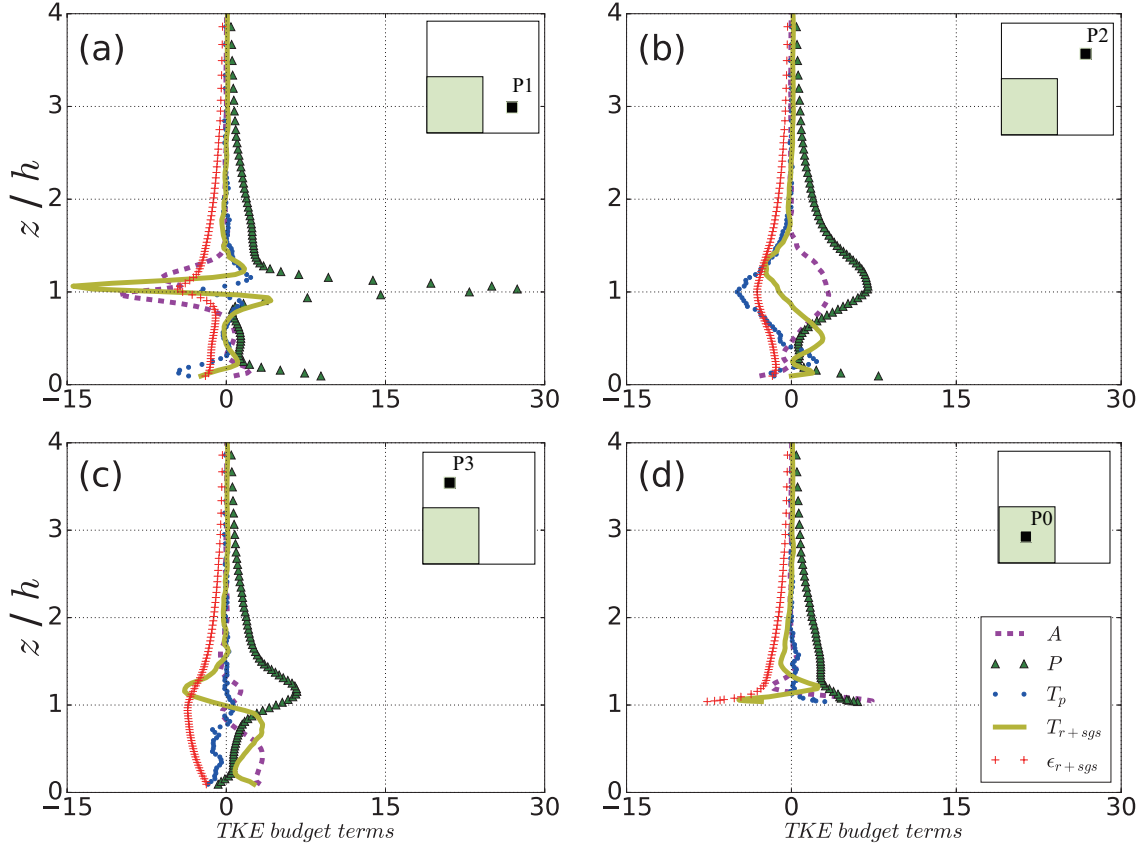 4
(a)
P1
3
z / h
2
1
0
−15 0 15 30
4
(b)
P2
3
2
1
0
−15 0 15 30
4
(c)
P3
3
z / h
2
1
0
−15 0 15 30
TKE budget terms
4
(d)
P0
3
2
1
0
A
P
T_p
T_{r+sgs}
ϵ_{r+sgs}
−15 0 15 30
TKE budget terms